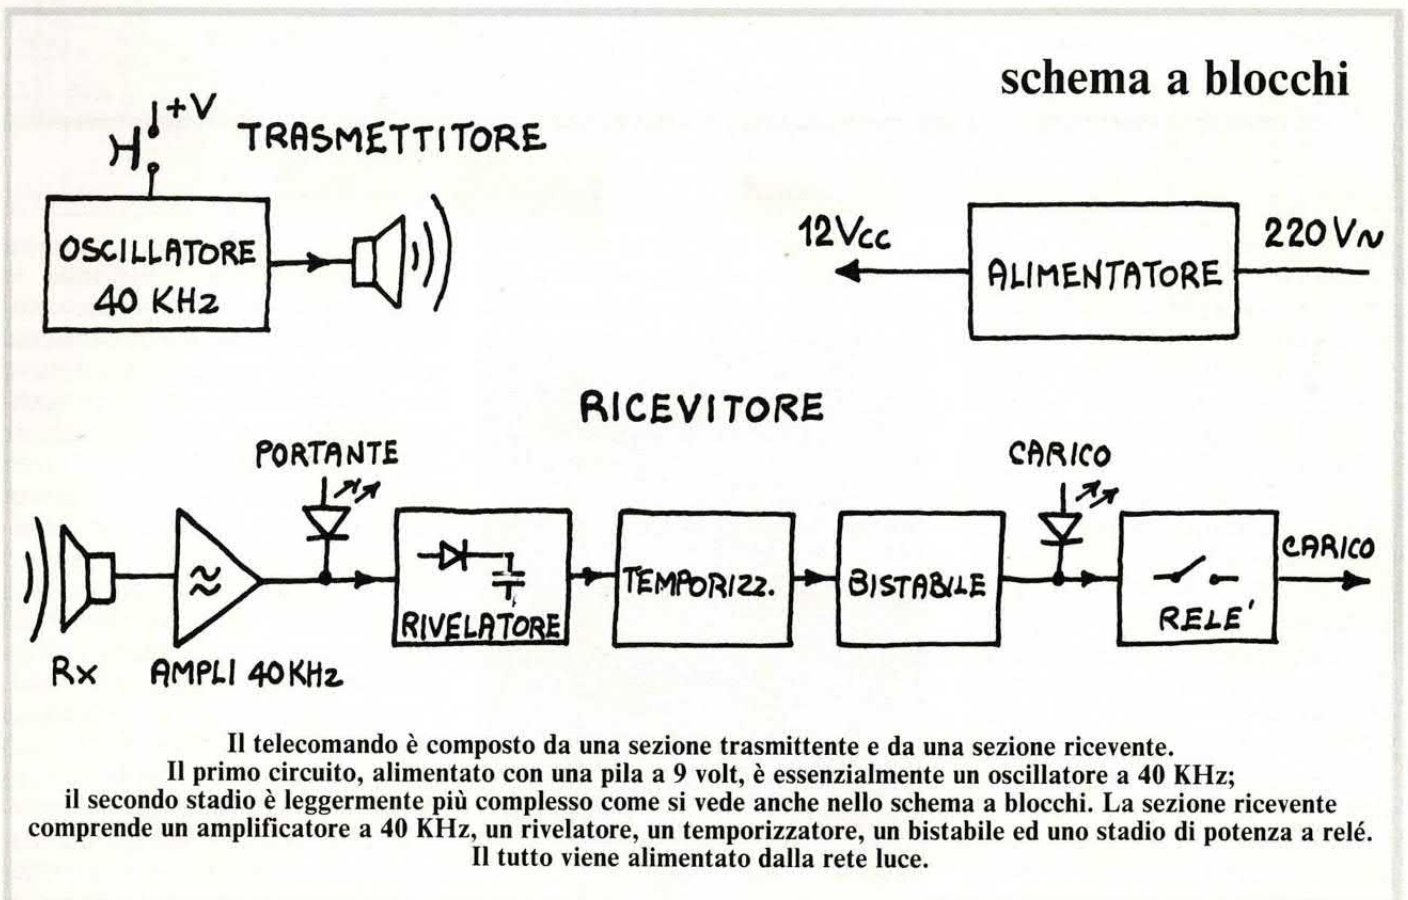 schema a blocchi
+V
TRASMETTITORE
OSCILLATORE
40 KHz
12Vcc
ALIMENTATORE
220 V~
RICEVITORE
PORTANTE
CARICO
RIVELATORE
TEMPORIZZ.
BISTABILE
RELE'
CARICO
Rx
AMPLI 40 KHz
Il telecomando è composto da una sezione trasmittente e da una sezione ricevente.
Il primo circuito, alimentato con una pila a 9 volt, è essenzialmente un oscillatore a 40 KHz;
il secondo stadio è leggermente più complesso come si vede anche nello schema a blocchi. La sezione ricevente
comprende un amplificatore a 40 KHz, un rivelatore, un temporizzatore, un bistabile ed uno stadio di potenza a relé.
Il tutto viene alimentato dalla rete luce.